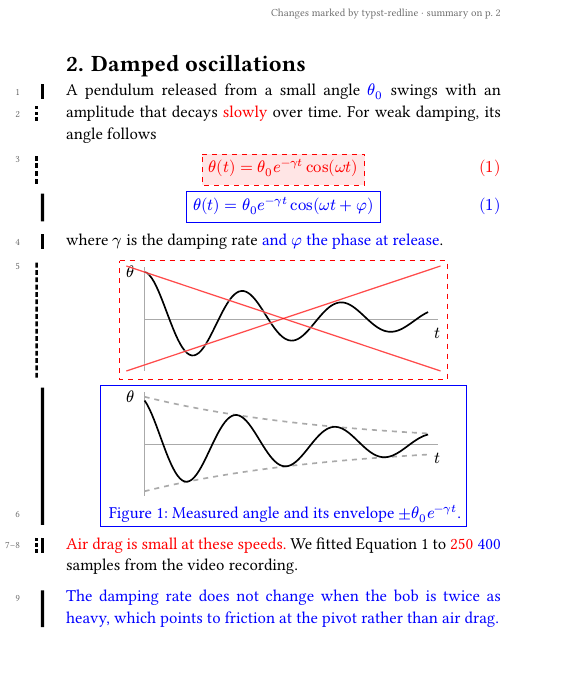 Changes marked by typst-redline · summary on p. 2
2. Damped oscillations
1 A pendulum released from a small angle θ₀ swings with an
2 amplitude that decays slowly over time. For weak damping, its
angle follows
3 θ(t) = θ₀e^{−γt} cos(ωt) (1)
θ(t) = θ₀e^{−γt} cos(ωt + φ) (1)
4 where γ is the damping rate and φ the phase at release.
5 θ
t
θ
t
6 Figure 1: Measured angle and its envelope ±θ₀e^{−γt}.
7–8 Air drag is small at these speeds. We fitted Equation 1 to 250 400
samples from the video recording.
9 The damping rate does not change when the bob is twice as
heavy, which points to friction at the pivot rather than air drag.